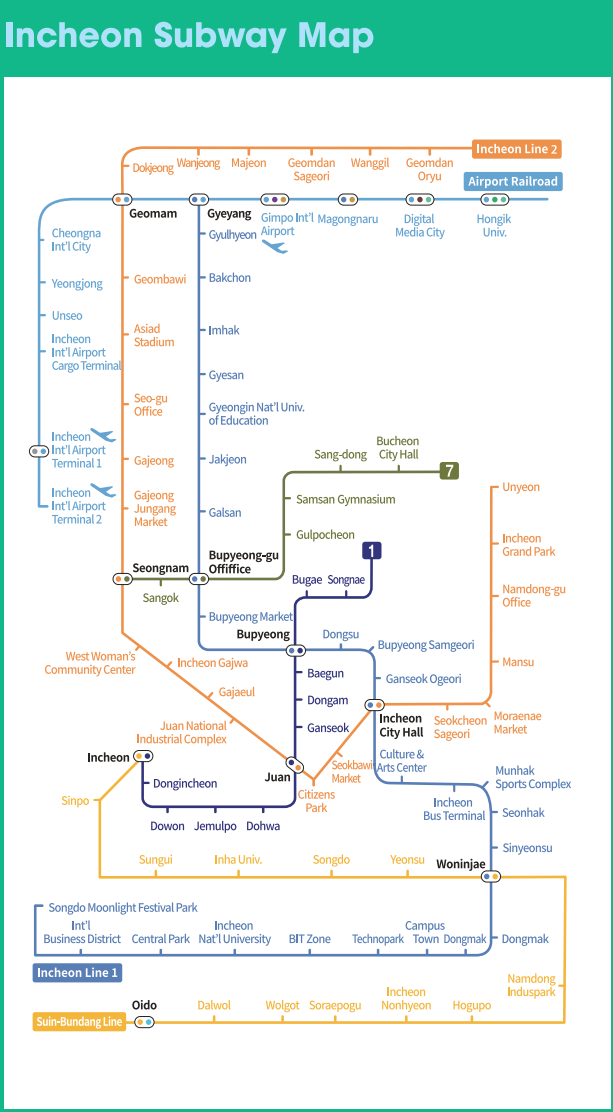 Incheon Subway Map
Incheon Line 2
Dokjeong
Wanjeong
Majeon
Geomdan
Sageori
Wanggil
Geomdan
Oryu
Airport Railroad
Geomam
Gyeyang
Gimpo Int'l
Airport
Magongnaru
Digital
Media City
Hongik
Univ.
Cheongna
Int'l City
Yeongjong
Unseo
Incheon
Int'l Airport
Cargo Terminal
Incheon
Int'l Airport
Terminal 1
Incheon
Int'l Airport
Terminal 2
Geombawi
Asiad
Stadium
Seo-gu
Office
Gajeong
Gajeong
Jungang
Market
Gyulhyeon
Bakchon
Imhak
Gyesan
Gyeongin Nat'l Univ.
of Education
Jakjeon
Galsan
Sang-dong
Bucheon
City Hall
7
Samsan Gymnasium
Gulpocheon
Bupyeong-gu
Offiffice
Seongnam
Sangok
1
Bugae
Songnae
Unyeon
Incheon
Grand Park
Namdong-gu
Office
Mansu
Moraenae
Market
Seokcheon
Sageori
Bupyeong Market
Bupyeong
Dongsu
Bupyeong Samgeori
Ganseok Ogeori
Baegun
Dongam
Ganseok
Incheon
City Hall
West Woman's
Community Center
Incheon Gajwa
Gajaeul
Juan National
Industrial Complex
Juan
Seokbawi
Market
Citizens
Park
Culture &
Arts Center
Incheon
Bus Terminal
Munhak
Sports Complex
Seonhak
Sinyeonsu
Woninjae
Incheon
Dongincheon
Dowon
Jemulpo
Dohwa
Sinpo
Sungui
Inha Univ.
Songdo
Yeonsu
Songdo Moonlight Festival Park
Int'l
Business District
Central Park
Incheon
Nat'l University
BIT Zone
Technopark
Campus
Town
Dongmak
Dongmak
Incheon Line 1
Namdong
Induspark
Suin-Bundang Line
Oido
Dalwol
Wolgot
Soraepogu
Incheon
Nonhyeon
Hogupo